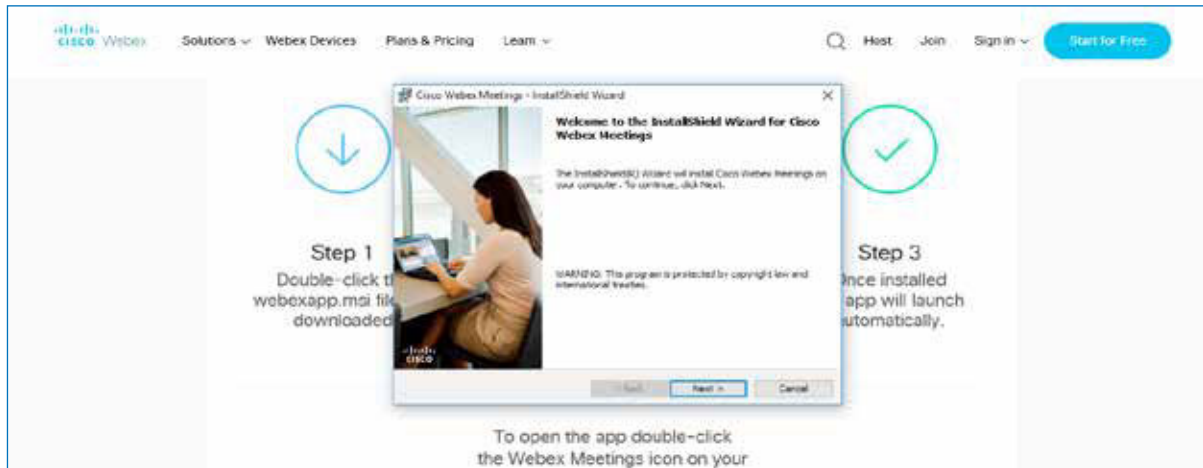 CISCO Webex Solutions Webex Devices Plans & Pricing Learn Host Join Sign in Start for Free
Cisco Webex Meetings - InstallShield Wizard
Welcome to the InstallShield Wizard for Cisco
Webex Meetings
The InstallShield(R) Wizard will install Cisco Webex Meetings on
your computer. To continue, click Next.
WARNING: This program is protected by copyright law and
international treaties.
CISCO
Next > Cancel
Step 1
Double-click
webexapp.msi
downloaded
Step 3
Once installed
app will launch
automatically.
To open the app double-click
the Webex Meetings icon on your